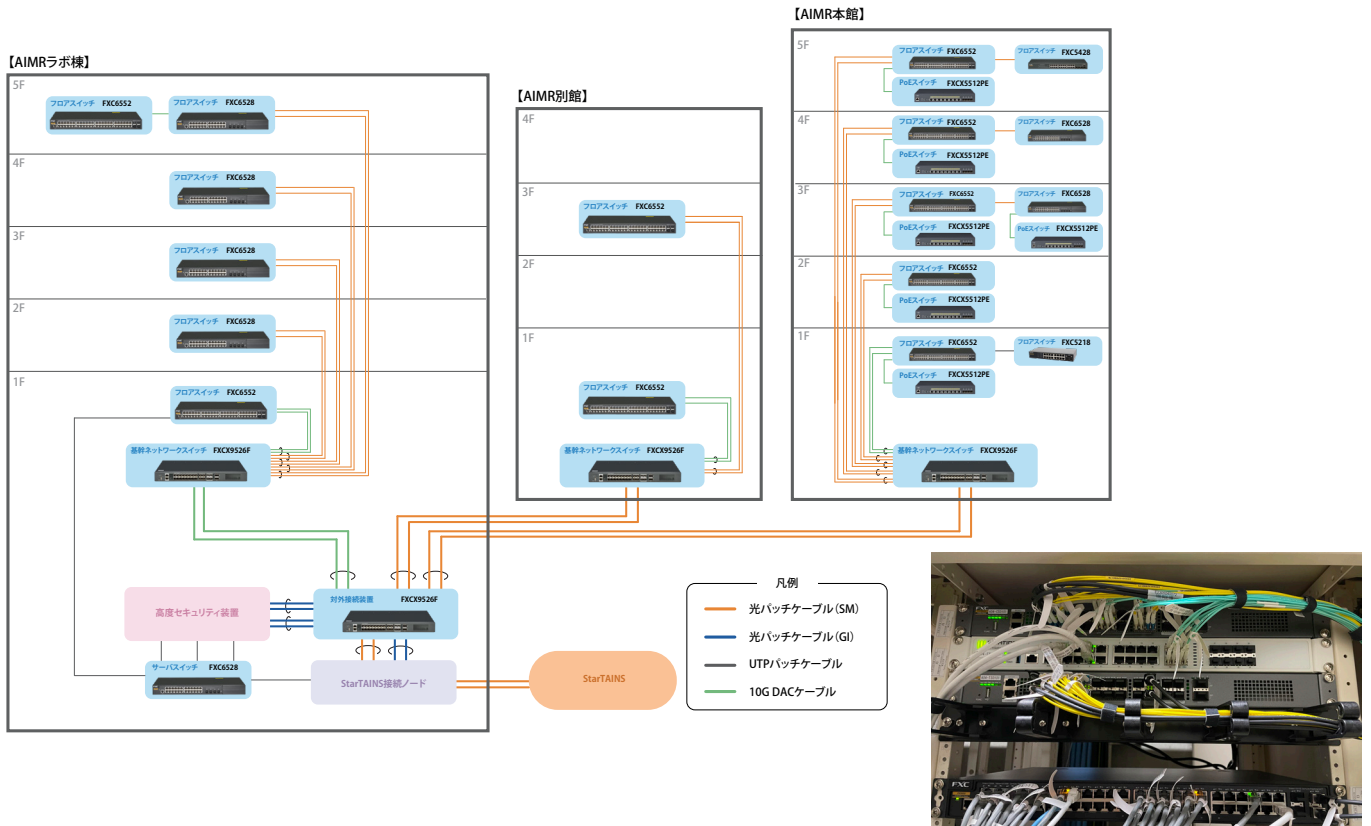 【AIMRラボ棟】
5F
フロアスイッチ FXC6552
フロアスイッチ FXC6528
4F
フロアスイッチ FXC6528
3F
フロアスイッチ FXC6528
2F
フロアスイッチ FXC6528
1F
フロアスイッチ FXC6552
基幹ネットワークスイッチ FXCX9526F
高度セキュリティ装置
対外接続装置 FXCX9526F
サーバスイッチ FXC6528
StarTAINS接続ノード
StarTAINS
【AIMR別館】
4F
3F
フロアスイッチ FXC6552
2F
1F
フロアスイッチ FXC6552
基幹ネットワークスイッチ FXCX9526F
【AIMR本館】
5F
フロアスイッチ FXC6552
フロアスイッチ FXC5428
PoEスイッチ FXCX5512PE
4F
フロアスイッチ FXC6552
フロアスイッチ FXC6528
PoEスイッチ FXCX5512PE
3F
フロアスイッチ FXC6552
フロアスイッチ FXC6528
PoEスイッチ FXCX5512PE
PoEスイッチ FXCX5512PE
2F
フロアスイッチ FXC6552
PoEスイッチ FXCX5512PE
1F
フロアスイッチ FXC6552
フロアスイッチ FXC5218
PoEスイッチ FXCX5512PE
基幹ネットワークスイッチ FXCX9526F
凡例
光パッチケーブル(SM)
光パッチケーブル(GI)
UTPパッチケーブル
10G DACケーブル
FXC
FXC